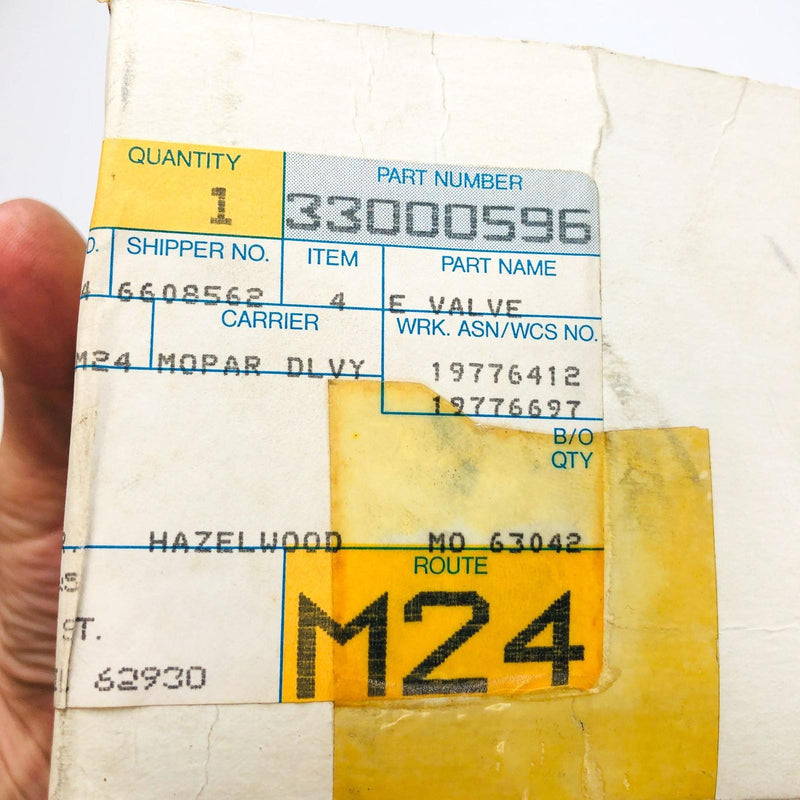 QUANTITY
1
PART NUMBER
33000596
SHIPPER NO.
6608562
ITEM
4
PART NAME
E VALVE
CARRIER
M24 MOPAR DLVY
WRK. ASN/WCS NO.
19776412
19776697
B/O
QTY
HAZELWOOD MO 63042
ROUTE
M24
ST.
62930